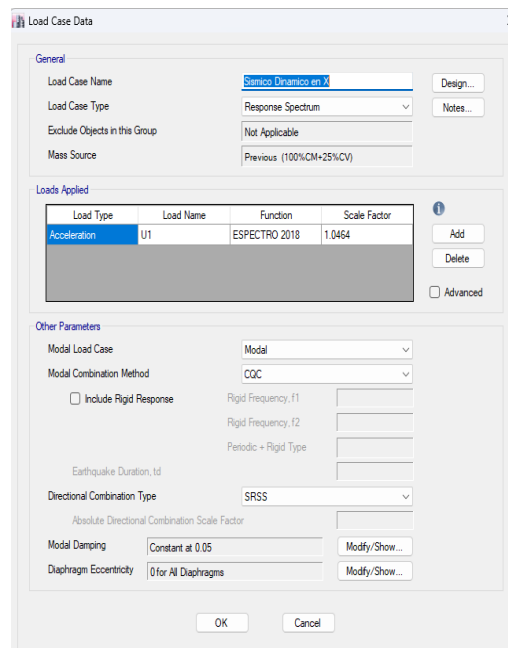 Load Case Data
General
Load Case Name Sismico Dinamico en X Design...
Load Case Type Response Spectrum Notes...
Exclude Objects in this Group Not Applicable
Mass Source Previous (100%CM+25%CV)
Loads Applied
Load Type Load Name Function Scale Factor
Acceleration U1 ESPECTRO 2018 1.0464
Add
Delete
Advanced
Other Parameters
Modal Load Case Modal
Modal Combination Method CQC
Include Rigid Response Rigid Frequency, f1
Rigid Frequency, f2
Periodic + Rigid Type
Earthquake Duration, td
Directional Combination Type SRSS
Absolute Directional Combination Scale Factor
Modal Damping Constant at 0.05 Modify/Show...
Diaphragm Eccentricity 0 for All Diaphragms Modify/Show...
OK Cancel